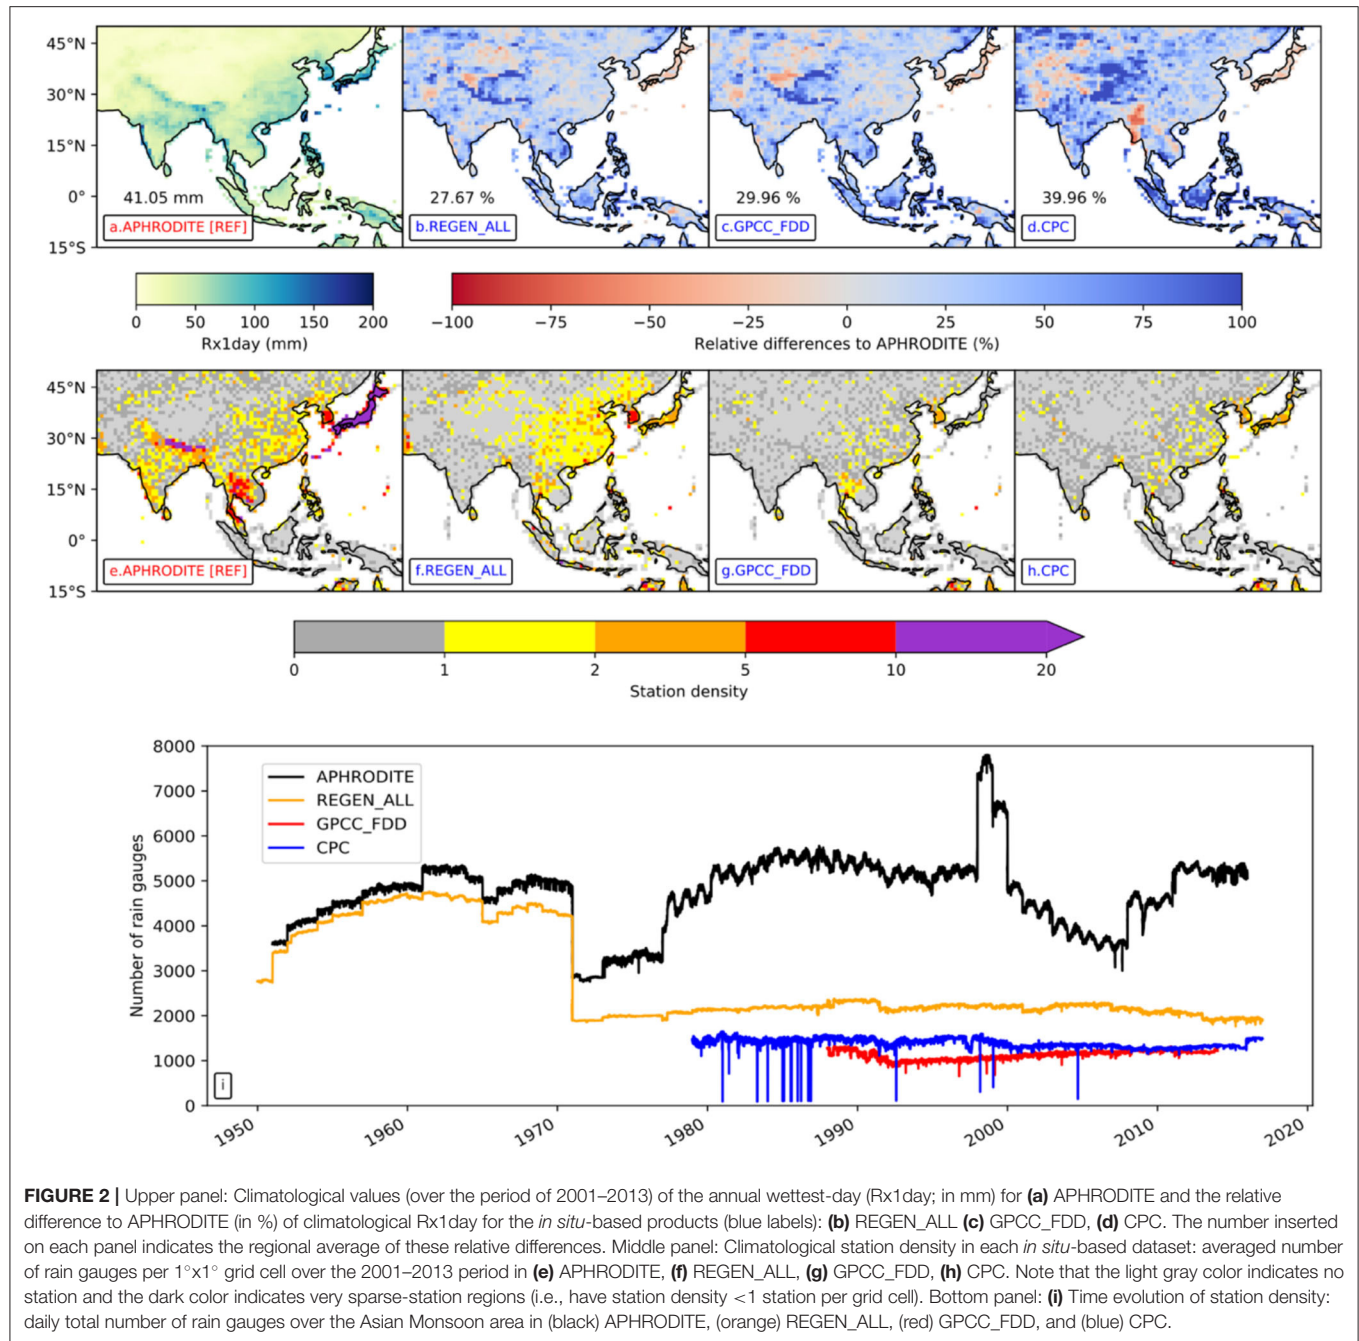 45°N
30°N
15°N
0°
15°S
41.05 mm
27.67 %
29.96 %
39.96 %
a.APHRODITE [REF]
b.REGEN_ALL
c.GPCC_FDD
d.CPC
0 50 100 150 200
Rx1day (mm)
−100 −75 −50 −25 0 25 50 75 100
Relative differences to APHRODITE (%)
45°N
30°N
15°N
0°
15°S
e.APHRODITE [REF]
f.REGEN_ALL
g.GPCC_FDD
h.CPC
0 1 2 5 10 20
Station density
8000
7000
6000
5000
4000
3000
2000
1000
0
Number of rain gauges
APHRODITE
REGEN_ALL
GPCC_FDD
CPC
i
1950 1960 1970 1980 1990 2000 2010 2020
FIGURE 2 | Upper panel: Climatological values (over the period of 2001–2013) of the annual wettest-day (Rx1day; in mm) for (a) APHRODITE and the relative
difference to APHRODITE (in %) of climatological Rx1day for the in situ-based products (blue labels): (b) REGEN_ALL (c) GPCC_FDD, (d) CPC. The number inserted
on each panel indicates the regional average of these relative differences. Middle panel: Climatological station density in each in situ-based dataset: averaged number
of rain gauges per 1°x1° grid cell over the 2001–2013 period in (e) APHRODITE, (f) REGEN_ALL, (g) GPCC_FDD, (h) CPC. Note that the light gray color indicates no
station and the dark color indicates very sparse-station regions (i.e., have station density <1 station per grid cell). Bottom panel: (i) Time evolution of station density:
daily total number of rain gauges over the Asian Monsoon area in (black) APHRODITE, (orange) REGEN_ALL, (red) GPCC_FDD, and (blue) CPC.